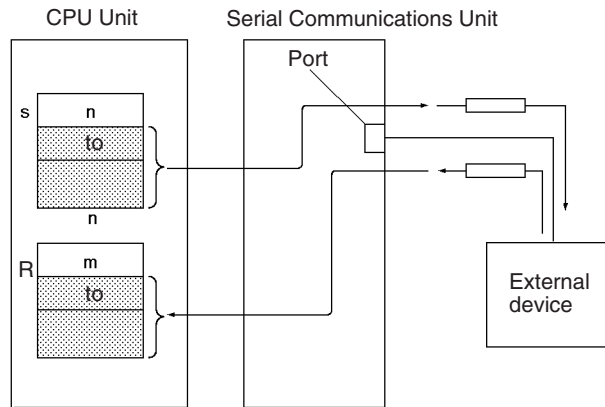 CPU Unit
Serial Communications Unit
Port
s
n
to
n
R
m
to
External
device